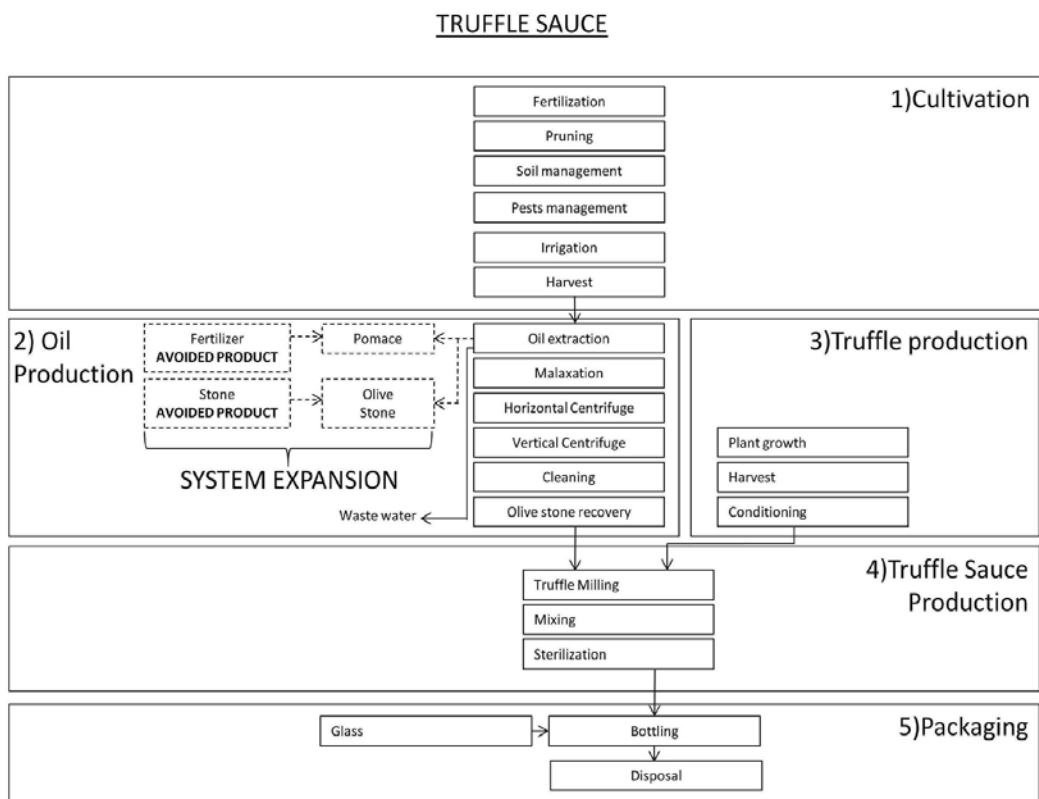 TRUFFLE SAUCE
1)Cultivation
Fertilization
Pruning
Soil management
Pests management
Irrigation
Harvest
2) Oil
Production
Fertilizer
AVOIDED PRODUCT
Pomace
Stone
AVOIDED PRODUCT
Olive
Stone
SYSTEM EXPANSION
Waste water
Oil extraction
Malaxation
Horizontal Centrifuge
Vertical Centrifuge
Cleaning
Olive stone recovery
3)Truffle production
Plant growth
Harvest
Conditioning
4)Truffle Sauce
Production
Truffle Milling
Mixing
Sterilization
5)Packaging
Glass
Bottling
Disposal